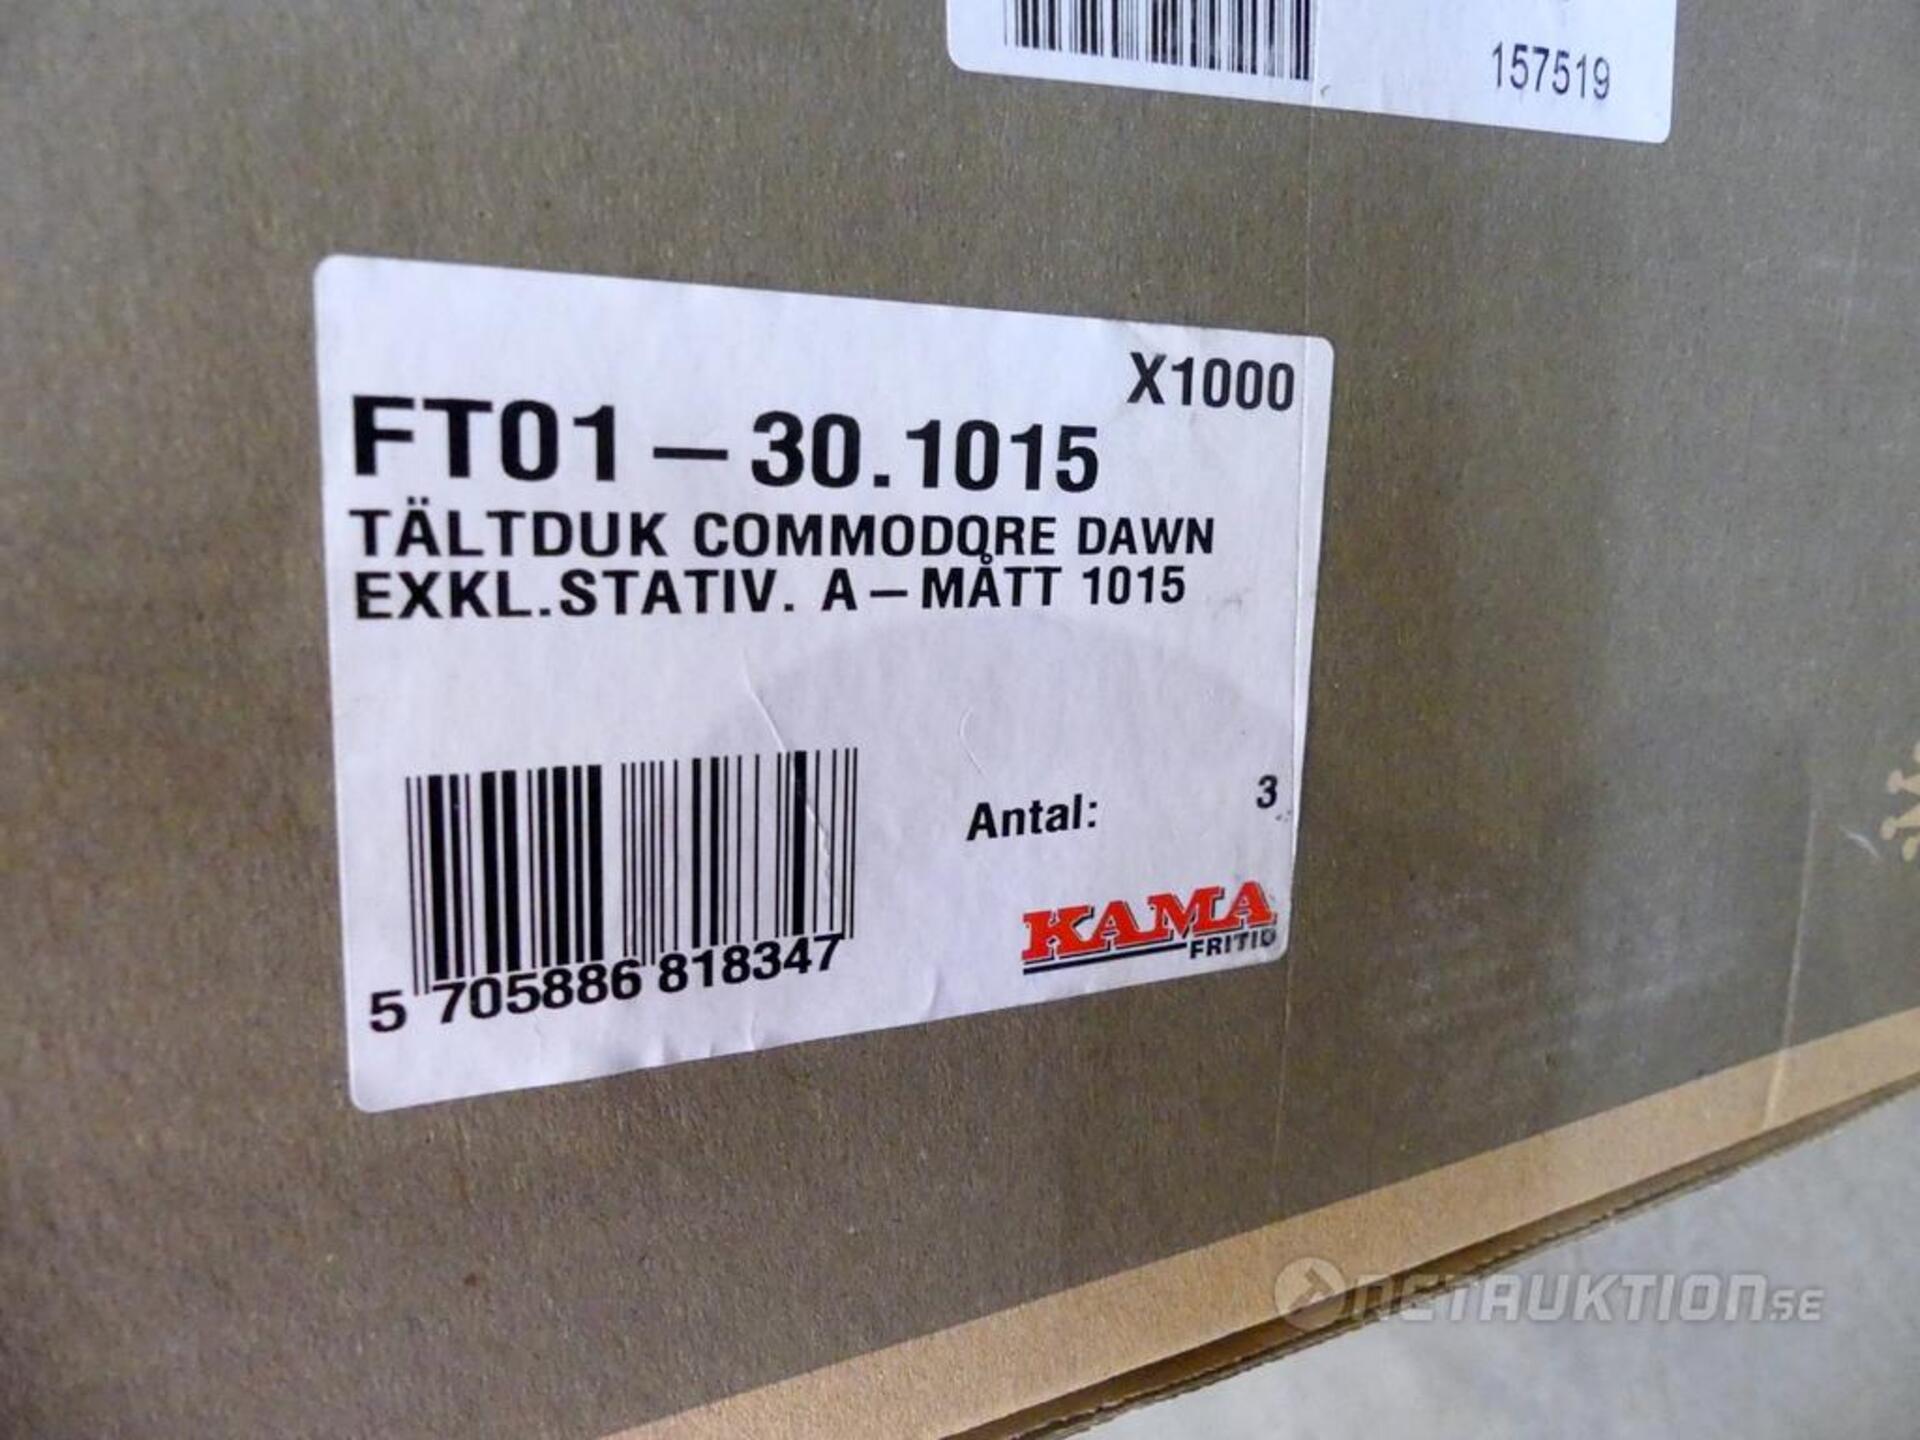 157519
X1000
FT01-30.1015
TÄLTDUK COMMODORE DAWN
EXKL.STATIV. A-MÅTT 1015
Antal: 3
5 705886 818347
KAMA
FRITID
NETAUKTION.SE